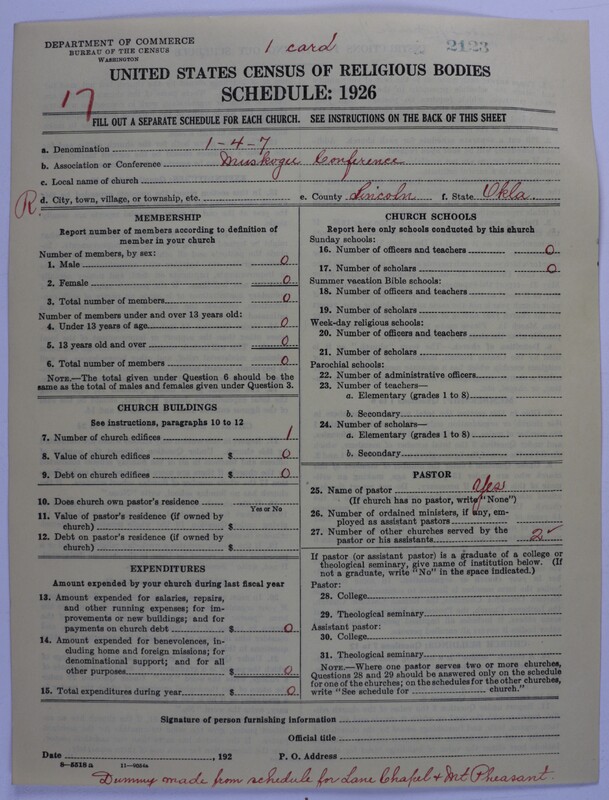 DEPARTMENT OF COMMERCE
BUREAU OF THE CENSUS
WASHINGTON
1 card
2123
UNITED STATES CENSUS OF RELIGIOUS BODIES
SCHEDULE: 1926
17
FILL OUT A SEPARATE SCHEDULE FOR EACH CHURCH. SEE INSTRUCTIONS ON THE BACK OF THIS SHEET
a. Denomination 1-4-7
b. Association or Conference Muskogee Conference
c. Local name of church
R d. City, town, village, or township, etc. e. County Lincoln f. State Okla
MEMBERSHIP
Report number of members according to definition of member in your church
Number of members, by sex:
1. Male 0
2. Female 0
3. Total number of members 0
Number of members under and over 13 years old:
4. Under 13 years of age 0
5. 13 years old and over 0
6. Total number of members 0
NOTE.—The total given under Question 6 should be the
same as the total of males and females given under Question 3.
CHURCH BUILDINGS
See instructions, paragraphs 10 to 12
7. Number of church edifices 1
8. Value of church edifices $ 0
9. Debt on church edifices $ 0
10. Does church own pastor's residence
Yes or No
11. Value of pastor's residence (if owned by
church) $
12. Debt on pastor's residence (if owned by
church) $
EXPENDITURES
Amount expended by your church during last fiscal year
13. Amount expended for salaries, repairs,
and other running expenses; for im-
provements or new buildings; and for
payments on church debt $ 0
14. Amount expended for benevolences, in-
cluding home and foreign missions; for
denominational support; and for all
other purposes $ 0
15. Total expenditures during year $ 0
CHURCH SCHOOLS
Report here only schools conducted by this church
Sunday schools:
16. Number of officers and teachers 0
17. Number of scholars 0
Summer vacation Bible schools:
18. Number of officers and teachers
19. Number of scholars
Week-day religious schools:
20. Number of officers and teachers
21. Number of scholars
Parochial schools:
22. Number of administrative officers
23. Number of teachers—
a. Elementary (grades 1 to 8)
b. Secondary
24. Number of scholars—
a. Elementary (grades 1 to 8)
b. Secondary
PASTOR
25. Name of pastor Yes
(If church has no pastor, write "None")
26. Number of ordained ministers, if any, em-
ployed as assistant pastors
27. Number of other churches served by the
pastor or his assistants 2✓
If pastor (or assistant pastor) is a graduate of a college or
theological seminary, give name of institution below. (If
not a graduate, write "No" in the space indicated.)
Pastor:
28. College
29. Theological seminary
Assistant pastor:
30. College
31. Theological seminary
NOTE.—Where one pastor serves two or more churches,
Questions 28 and 29 should be answered only on the schedule
for one of the churches; on the schedules for the other churches,
write "See schedule for church."
Signature of person furnishing information
Official title
Date , 192 P. O. Address
8—5518a 11—9034a
Dummy made from schedule for Lane Chapel & Mt Pheasant.